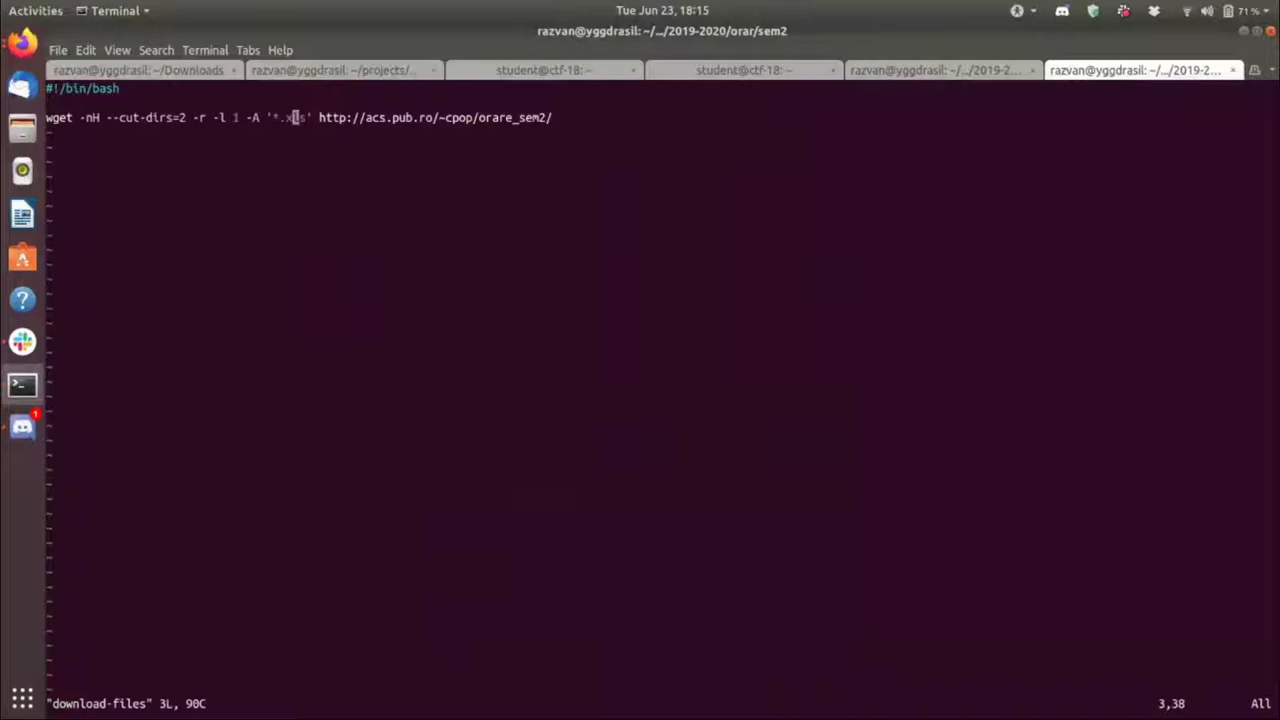 Activities Terminal Tue Jun 23, 18:15 71 %
razvan@yggdrasil: ~/.../2019-2020/orar/sem2
File Edit View Search Terminal Tabs Help
razvan@yggdrasil: ~/Downloads razvan@yggdrasil: ~/projects/... student@ctf-18: ~ student@ctf-18: ~ razvan@yggdrasil: ~/.../2019-2... razvan@yggdrasil: ~/.../2019-2...
#!/bin/bash
wget -nH --cut-dirs=2 -r -l 1 -A '*.xls' http://acs.pub.ro/~cpop/orare_sem2/
"download-files" 3L, 90C 3,38 All